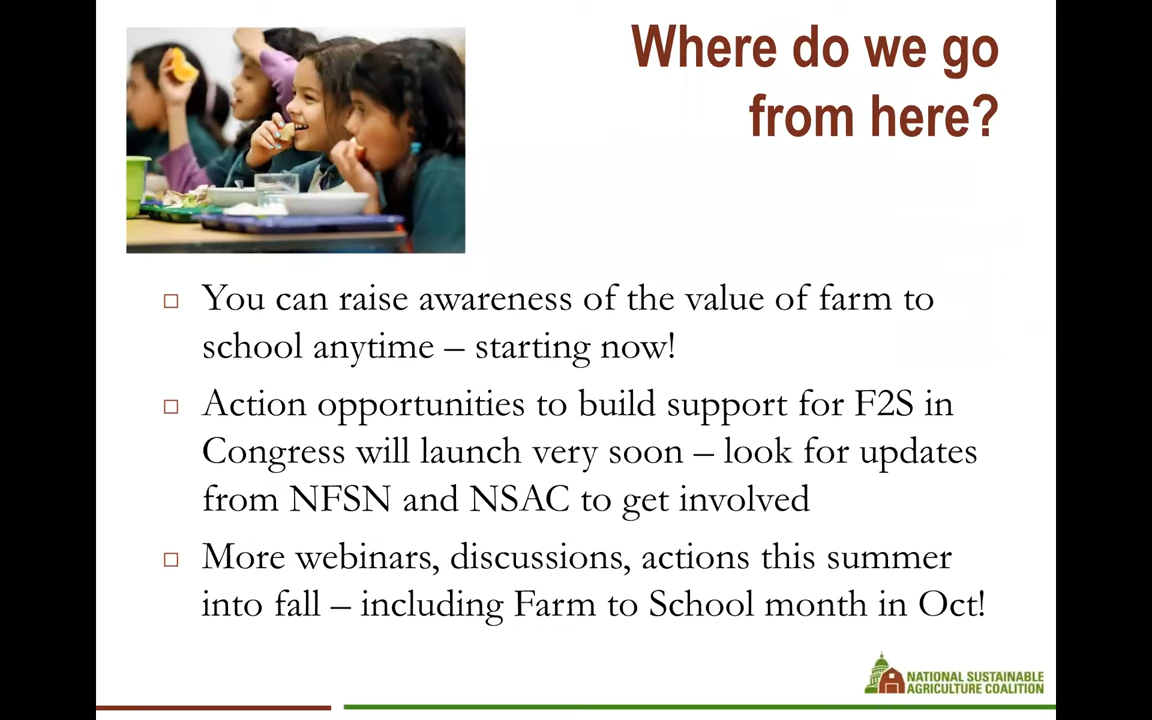 Where do we go
from here?
You can raise awareness of the value of farm to
school anytime – starting now!
Action opportunities to build support for F2S in
Congress will launch very soon – look for updates
from NFSN and NSAC to get involved
More webinars, discussions, actions this summer
into fall – including Farm to School month in Oct!
NATIONAL SUSTAINABLE
AGRICULTURE COALITION